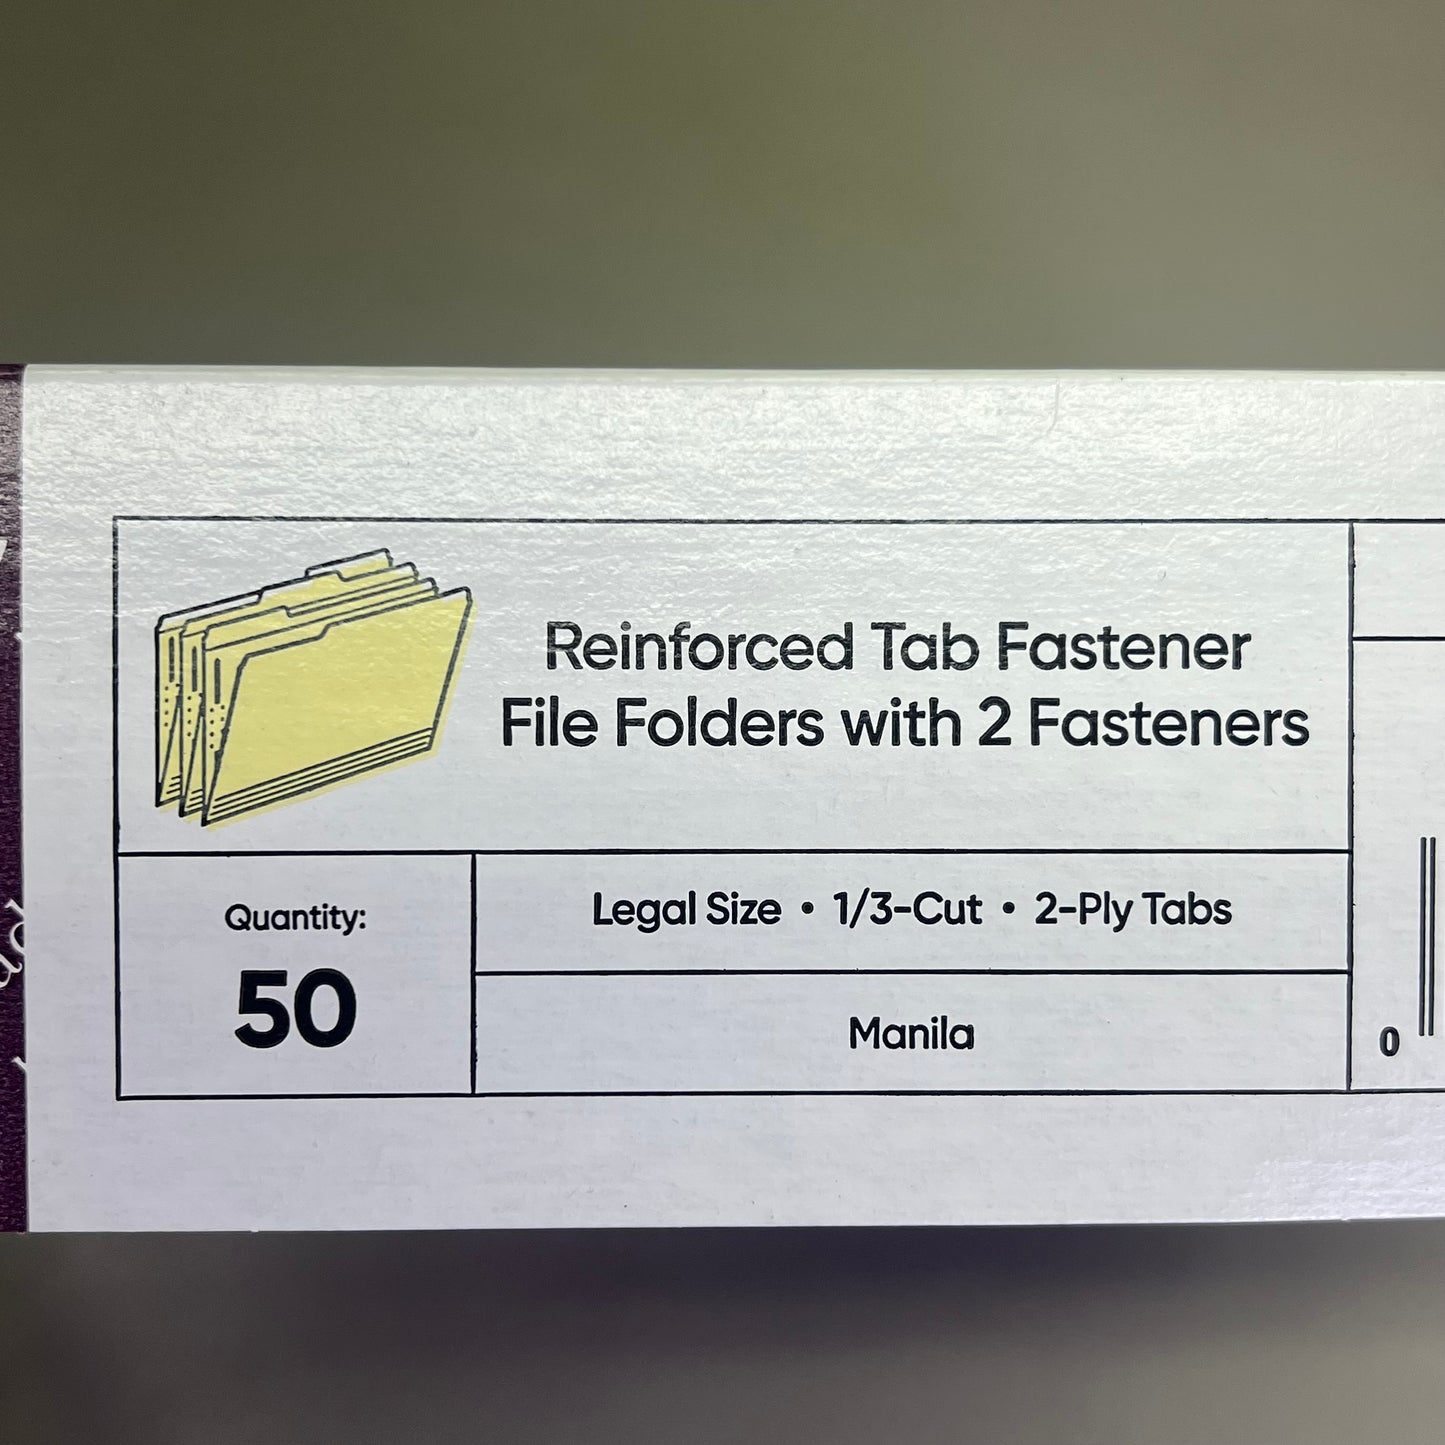 Reinforced Tab Fastener
File Folders with 2 Fasteners
Quantity:
50
Legal Size • 1/3-Cut • 2-Ply Tabs
Manila
0